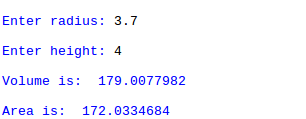 Enter radius: 3.7
Enter height: 4
Volume is:  179.0077982
Area is:  172.0334684